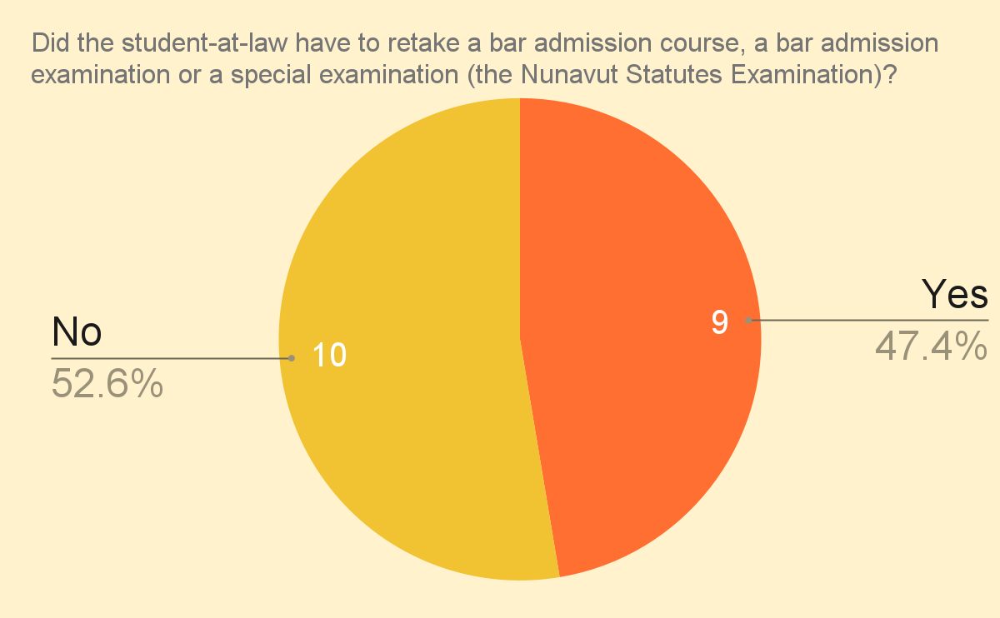 Did the student-at-law have to retake a bar admission course, a bar admission
examination or a special examination (the Nunavut Statutes Examination)?
Yes
9
47.4%
No
10
52.6%